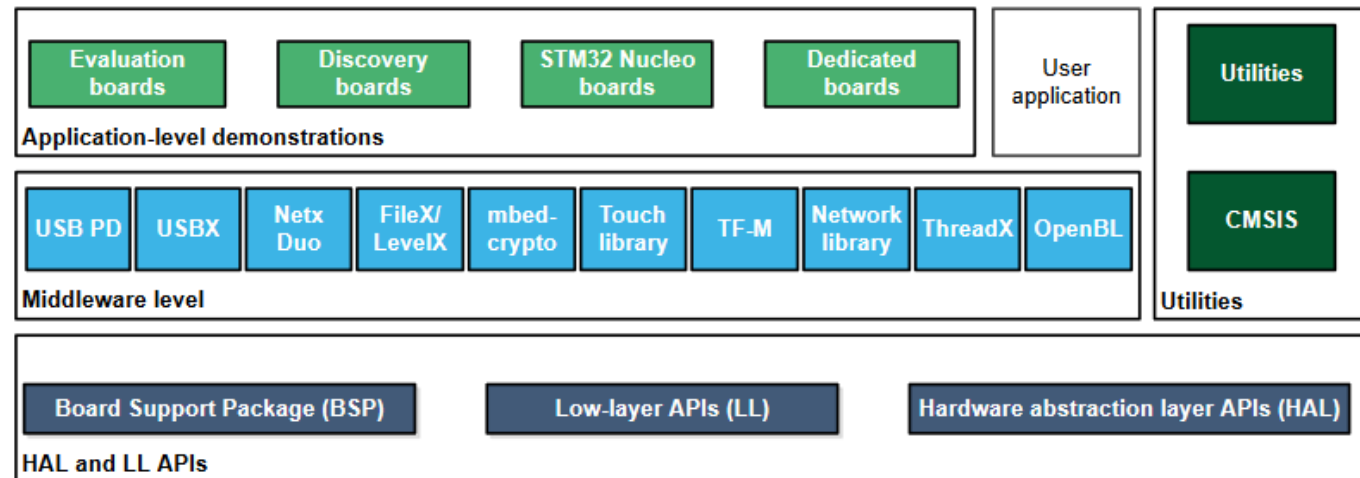 Evaluation
boards
Discovery
boards
STM32 Nucleo
boards
Dedicated
boards
Application-level demonstrations
User
application
Utilities
CMSIS
Utilities
USB PD
USBX
Netx
Duo
FileX/
LevelX
mbed-
crypto
Touch
library
TF-M
Network
library
ThreadX
OpenBL
Middleware level
Board Support Package (BSP)
Low-layer APIs (LL)
Hardware abstraction layer APIs (HAL)
HAL and LL APIs